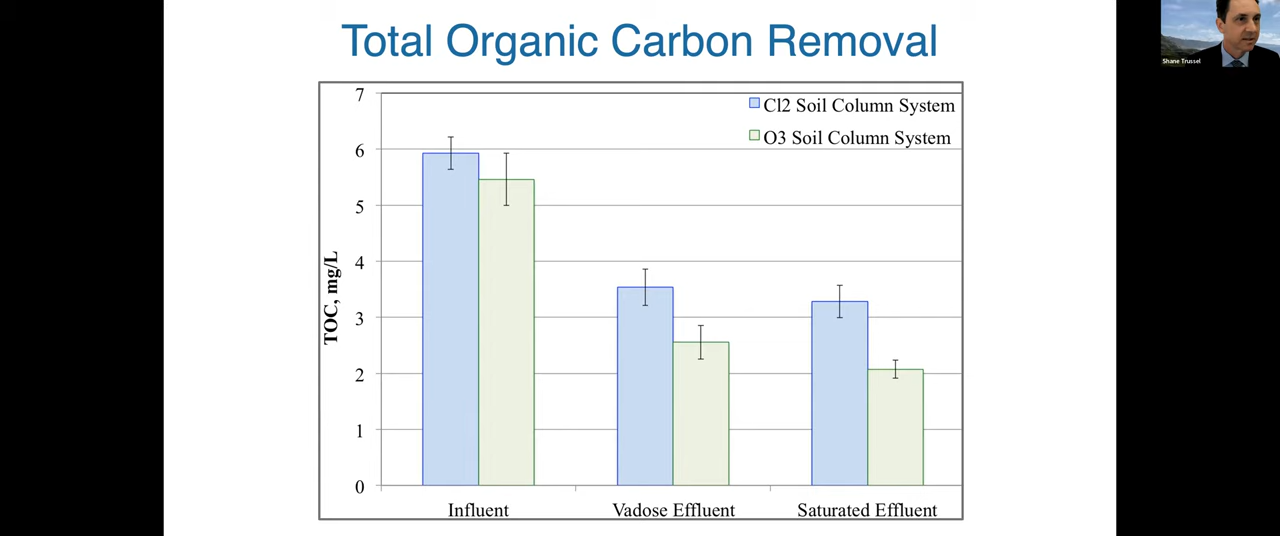 Total Organic Carbon Removal
Shane Trussel
7
Cl2 Soil Column System
O3 Soil Column System
6
5
4
3
2
1
0
TOC, mg/L
Influent
Vadose Effluent
Saturated Effluent